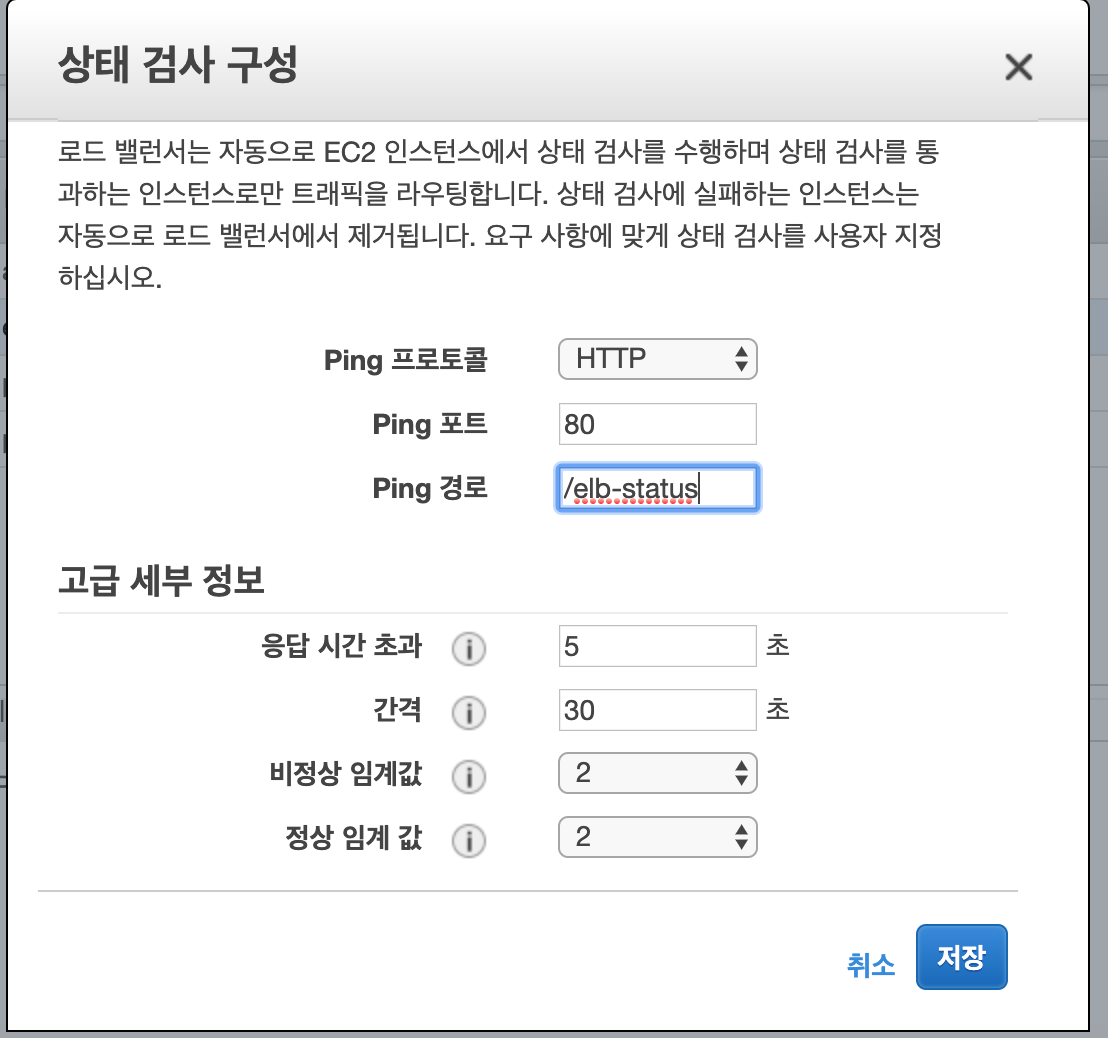 상태 검사 구성
로드 밸런서는 자동으로 EC2 인스턴스에서 상태 검사를 수행하며 상태 검사를 통
과하는 인스턴스로만 트래픽을 라우팅합니다. 상태 검사에 실패하는 인스턴스는
자동으로 로드 밸런서에서 제거됩니다. 요구 사항에 맞게 상태 검사를 사용자 지정
하십시오.
Ping 프로토콜 HTTP
Ping 포트 80
Ping 경로 /elb-status
고급 세부 정보
응답 시간 초과 5 초
간격 30 초
비정상 임계값 2
정상 임계 값 2
취소 저장